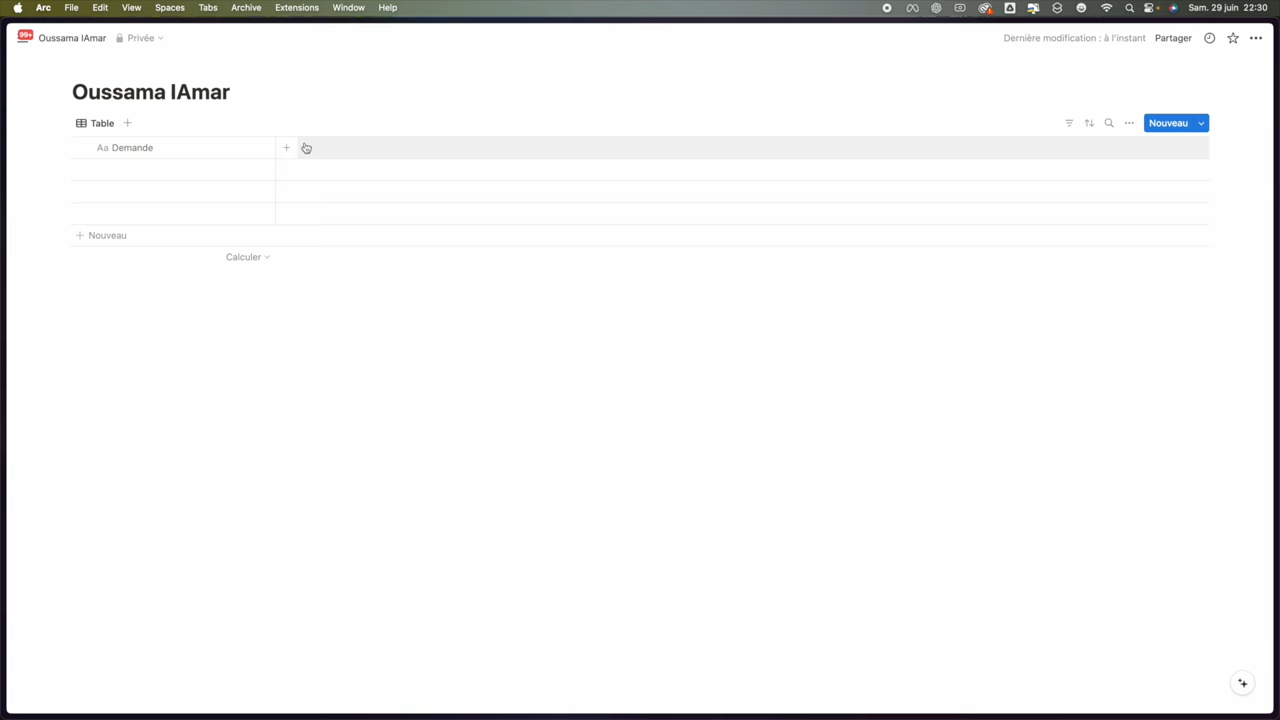 Arc File Edit View Spaces Tabs Archive Extensions Window Help Sam. 29 juin 22:30
99+ Oussama IAmar Privée Dernière modification : à l'instant Partager
Oussama IAmar
Table Nouveau
Aa Demande
Nouveau
Calculer